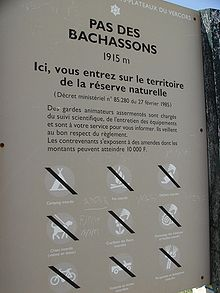 PLATEAUX DU VERCORS
PAS DES
BACHASSONS
1915 m
Ici, vous entrez sur le territoire
de la réserve naturelle
(Décret ministériel n° 85.280 du 27 février 1985)
Des gardes animateurs assermentés sont chargés
du suivi scientifique, de l'entretien des équipements
et sont à votre service pour vous informer. Ils veillent
au bon respect du règlement.
Les contrevenants s'exposent à des amendes dont les
montants peuvent atteindre 10 000 F.
Camping interdit